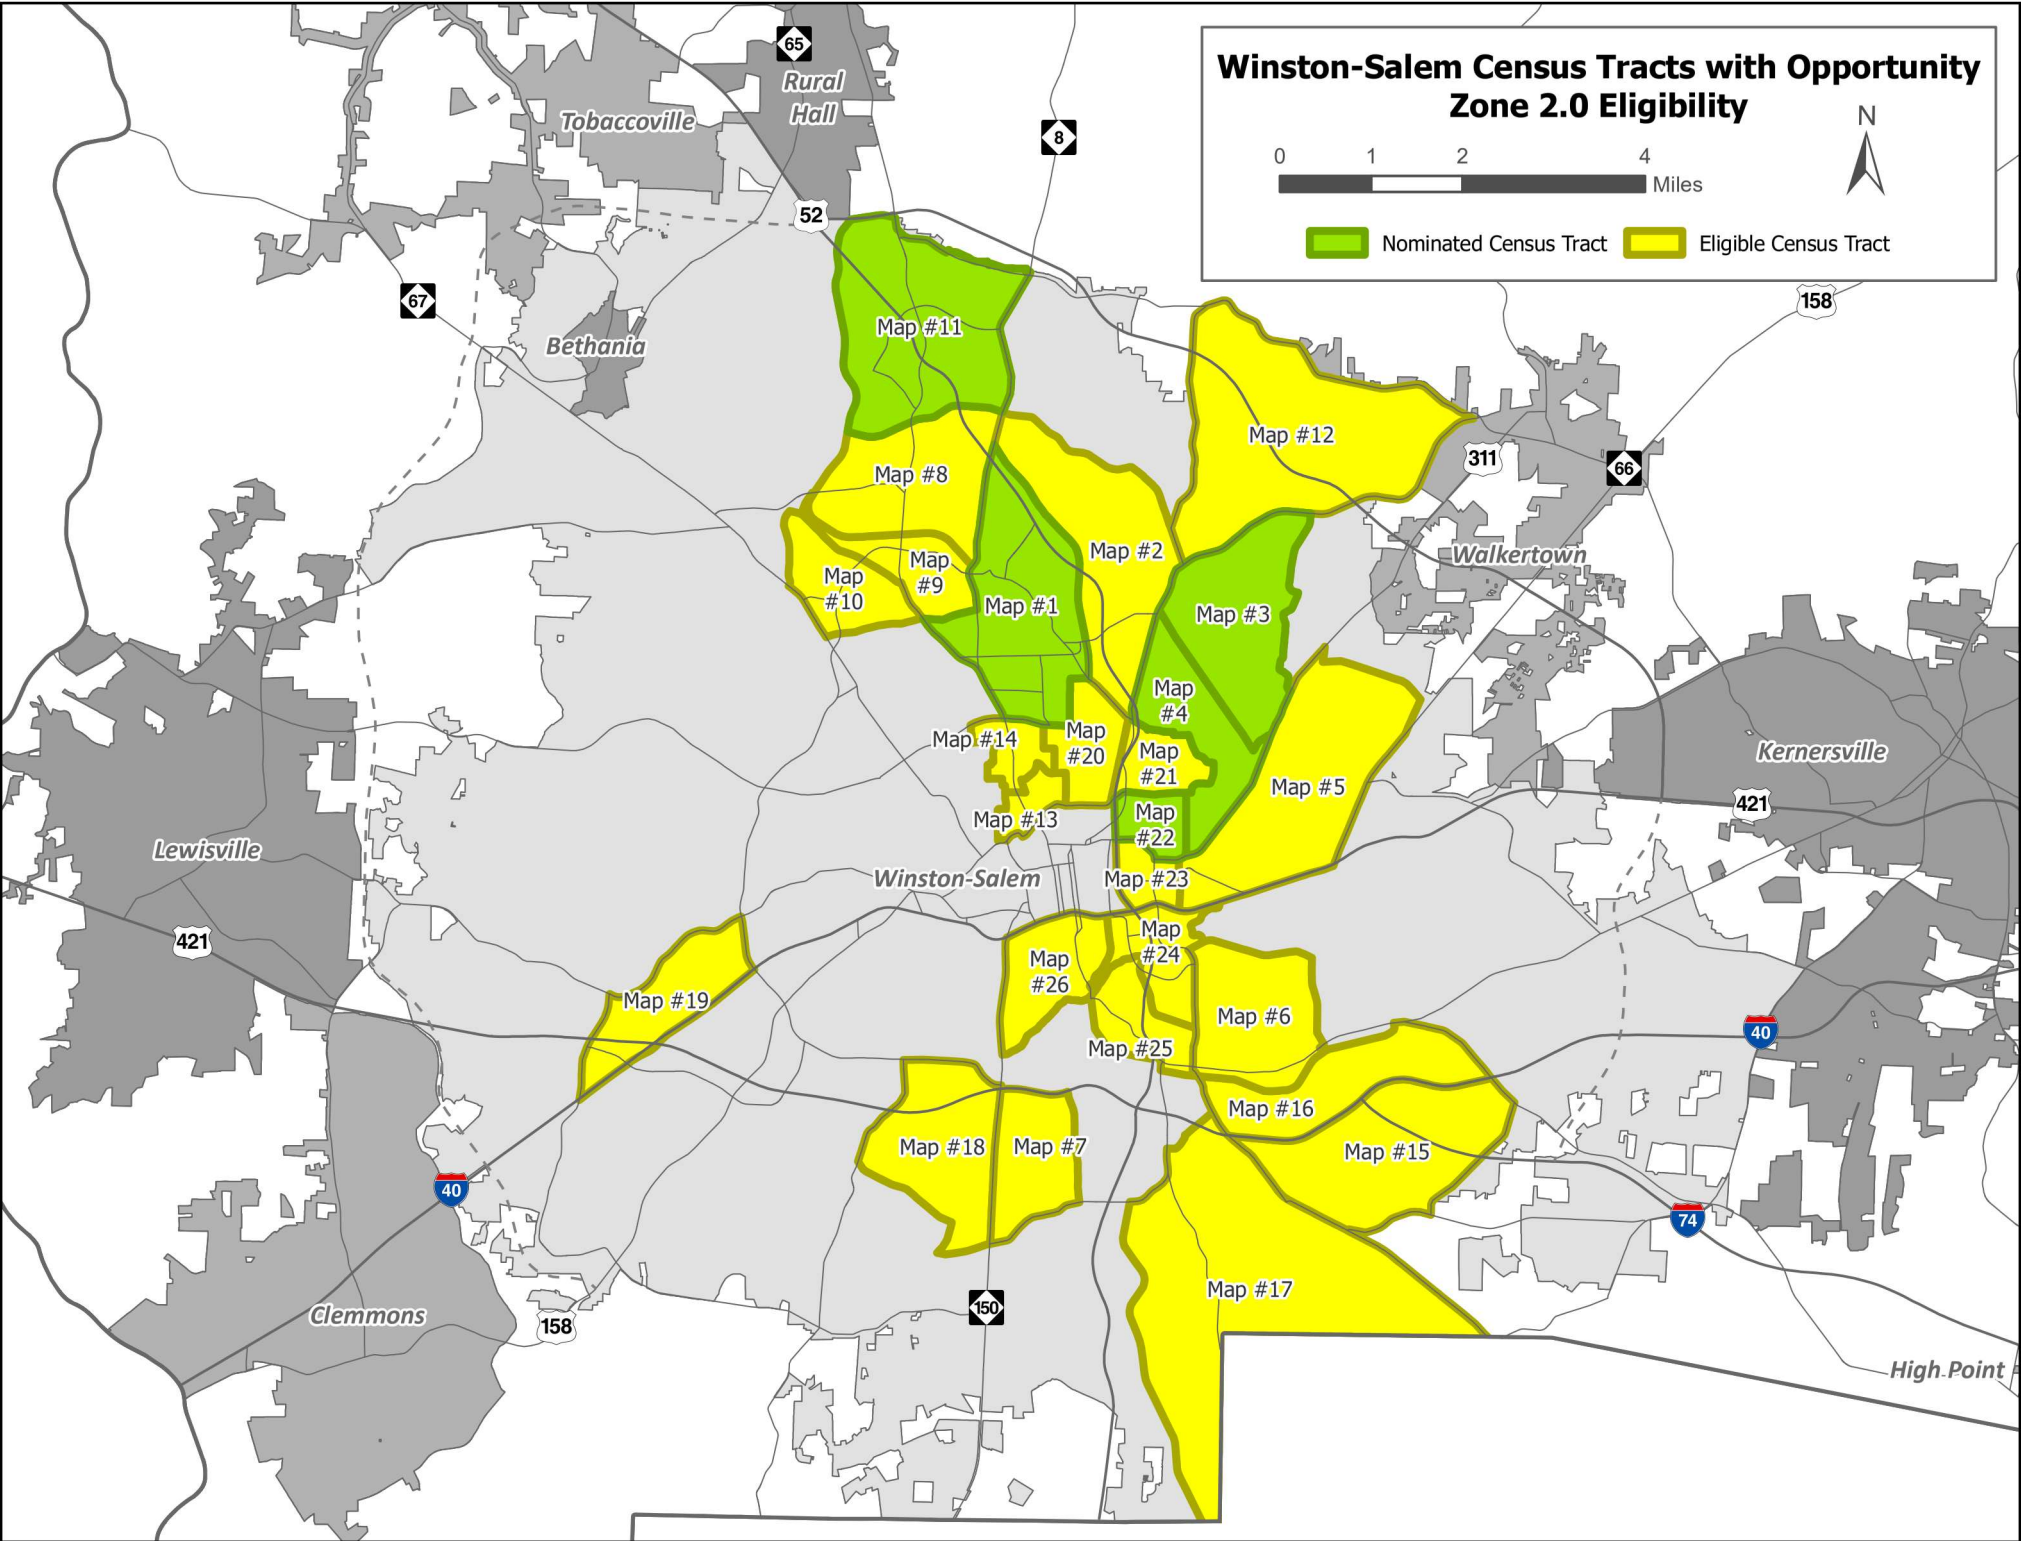 Winston-Salem Census Tracts with Opportunity
Zone 2.0 Eligibility
N
0 1 2 4
Miles
Nominated Census Tract
Eligible Census Tract
65
Rural
Hall
Tobaccoville
8
52
67
158
Bethania
Map #11
Map #12
311
66
Map #8
Walkertown
Map #2
Map
#9
Map
#10
Map #1
Map #3
Map
#4
Map #14
Map
#20
Map
#21
Kernersville
Map #5
421
Map #13
Map
#22
Lewisville
Winston-Salem
Map #23
421
Map
#24
Map
#26
Map #19
Map #6
40
Map #25
Map #16
Map #18
Map #7
Map #15
40
74
Map #17
150
Clemmons
158
High Point